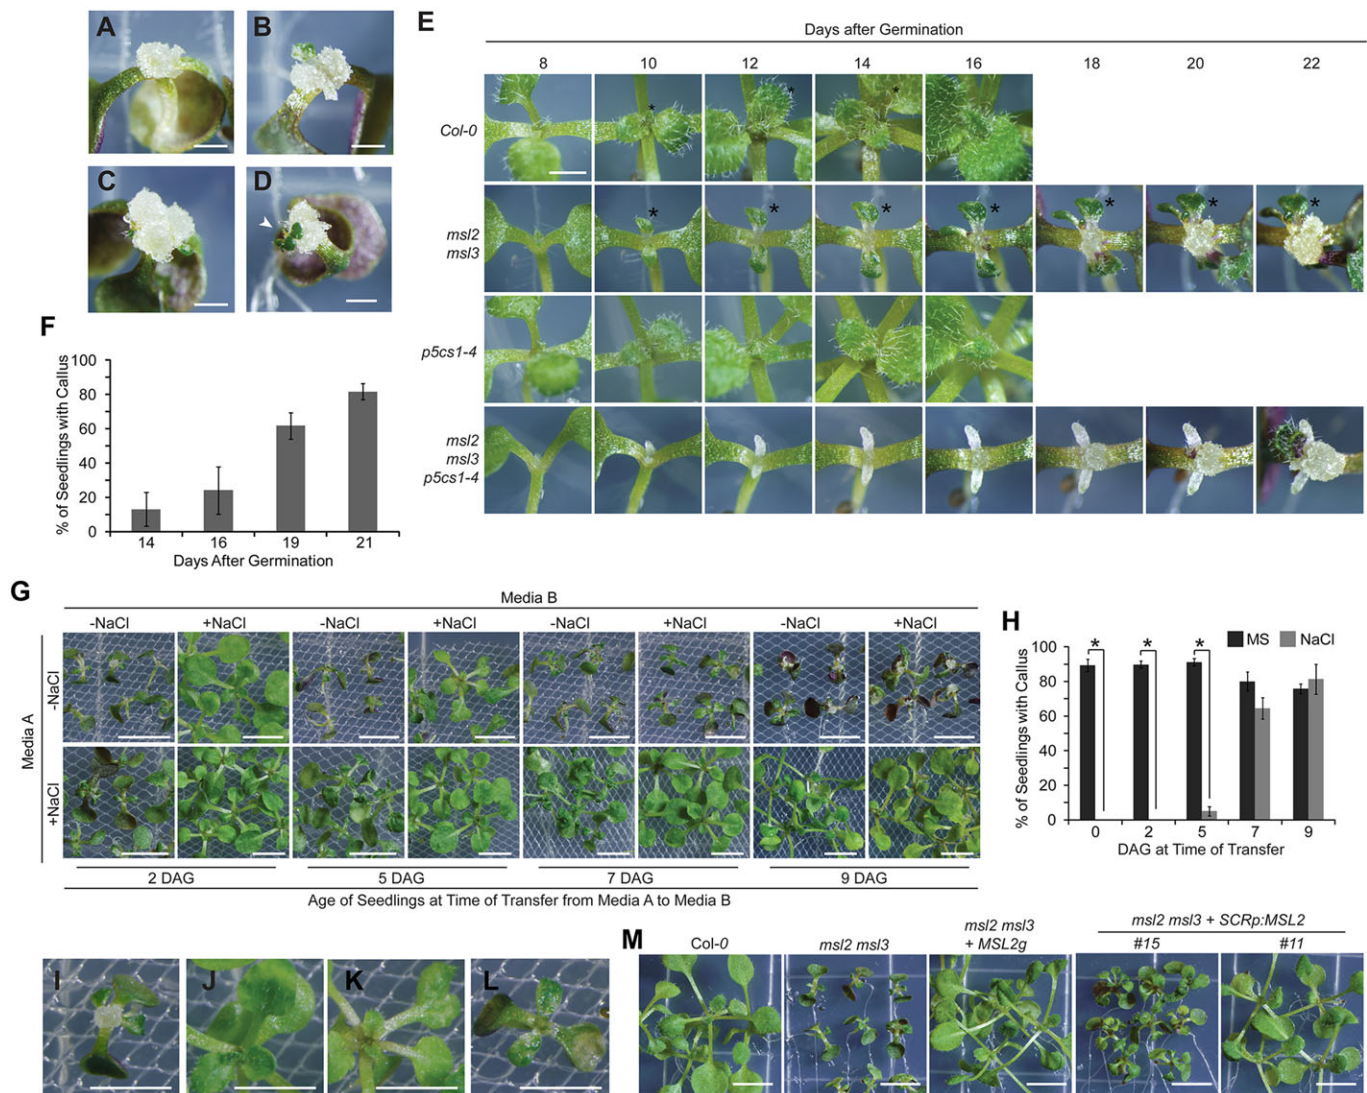 A
B
C
D
E
Days after Germination
8 10 12 14 16 18 20 22
Col-0
*
*
*
msl2
msl3
* * * * * * *
p5cs1-4
msl2
msl3
p5cs1-4
F
% of Seedlings with Callus
100
80
60
40
20
0
14 16 19 21
Days After Germination
G
Media B
-NaCl +NaCl -NaCl +NaCl -NaCl +NaCl -NaCl +NaCl
Media A
-NaCl
+NaCl
2 DAG 5 DAG 7 DAG 9 DAG
Age of Seedlings at Time of Transfer from Media A to Media B
H
MS NaCl
% of Seedlings with Callus
100
80
60
40
20
0
* * *
0 2 5 7 9
DAG at Time of Transfer
I
J
K
L
M
Col-0
msl2 msl3
msl2 msl3
+ MSL2g
msl2 msl3 + SCRp:MSL2
#15 #11